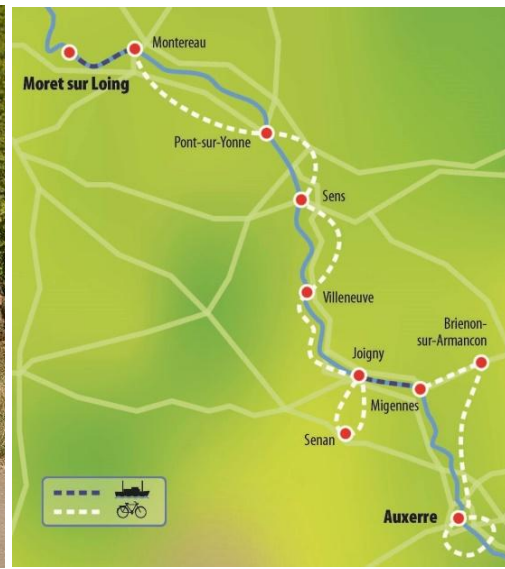 Montereau
Moret sur Loing
Pont-sur-Yonne
Sens
Villeneuve
Brienon-
sur-Armancon
Joigny
Migennes
Senan
Auxerre